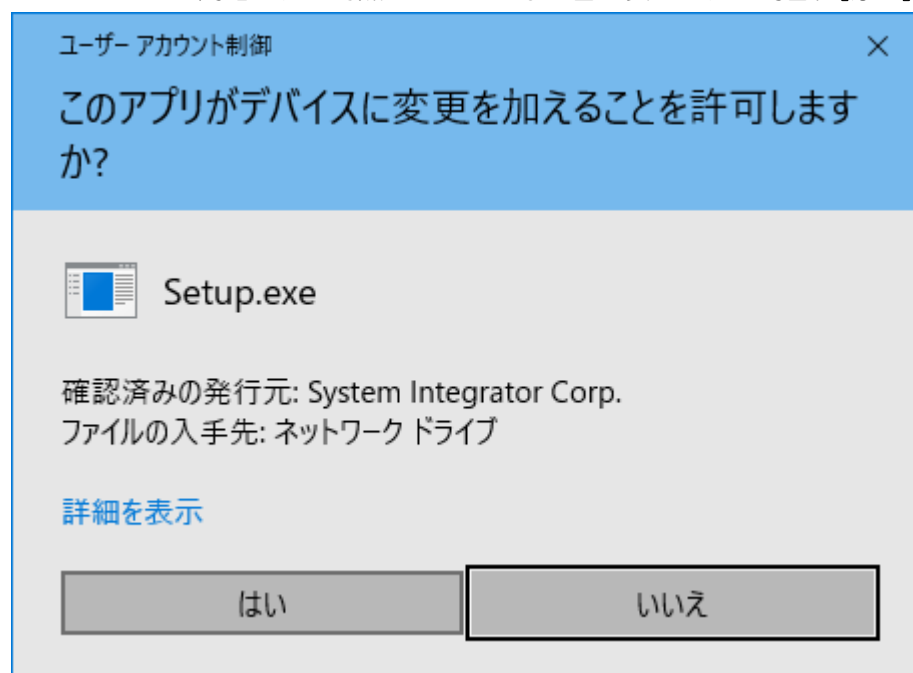 ユーザー アカウント制御
このアプリがデバイスに変更を加えることを許可します
か?
Setup.exe
確認済みの発行元: System Integrator Corp.
ファイルの入手先: ネットワーク ドライブ
詳細を表示
はい
いいえ